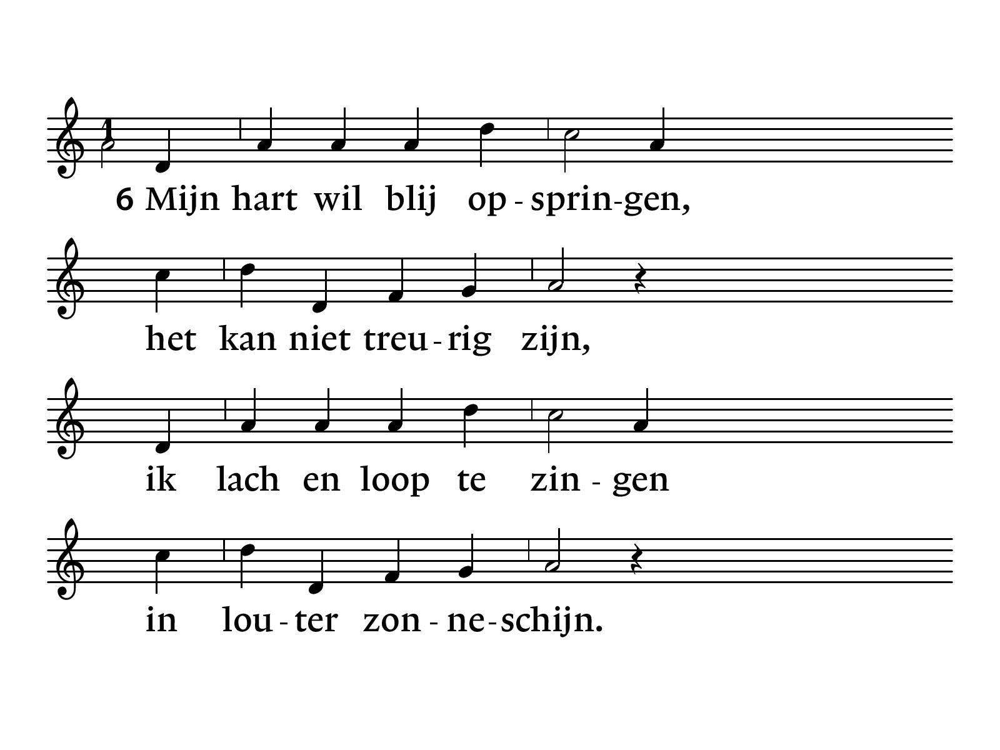 6 Mijn hart wil blij op - sprin-gen,
het kan niet treu - rig zijn,
ik lach en loop te zin - gen
in lou - ter zon - ne-schijn.